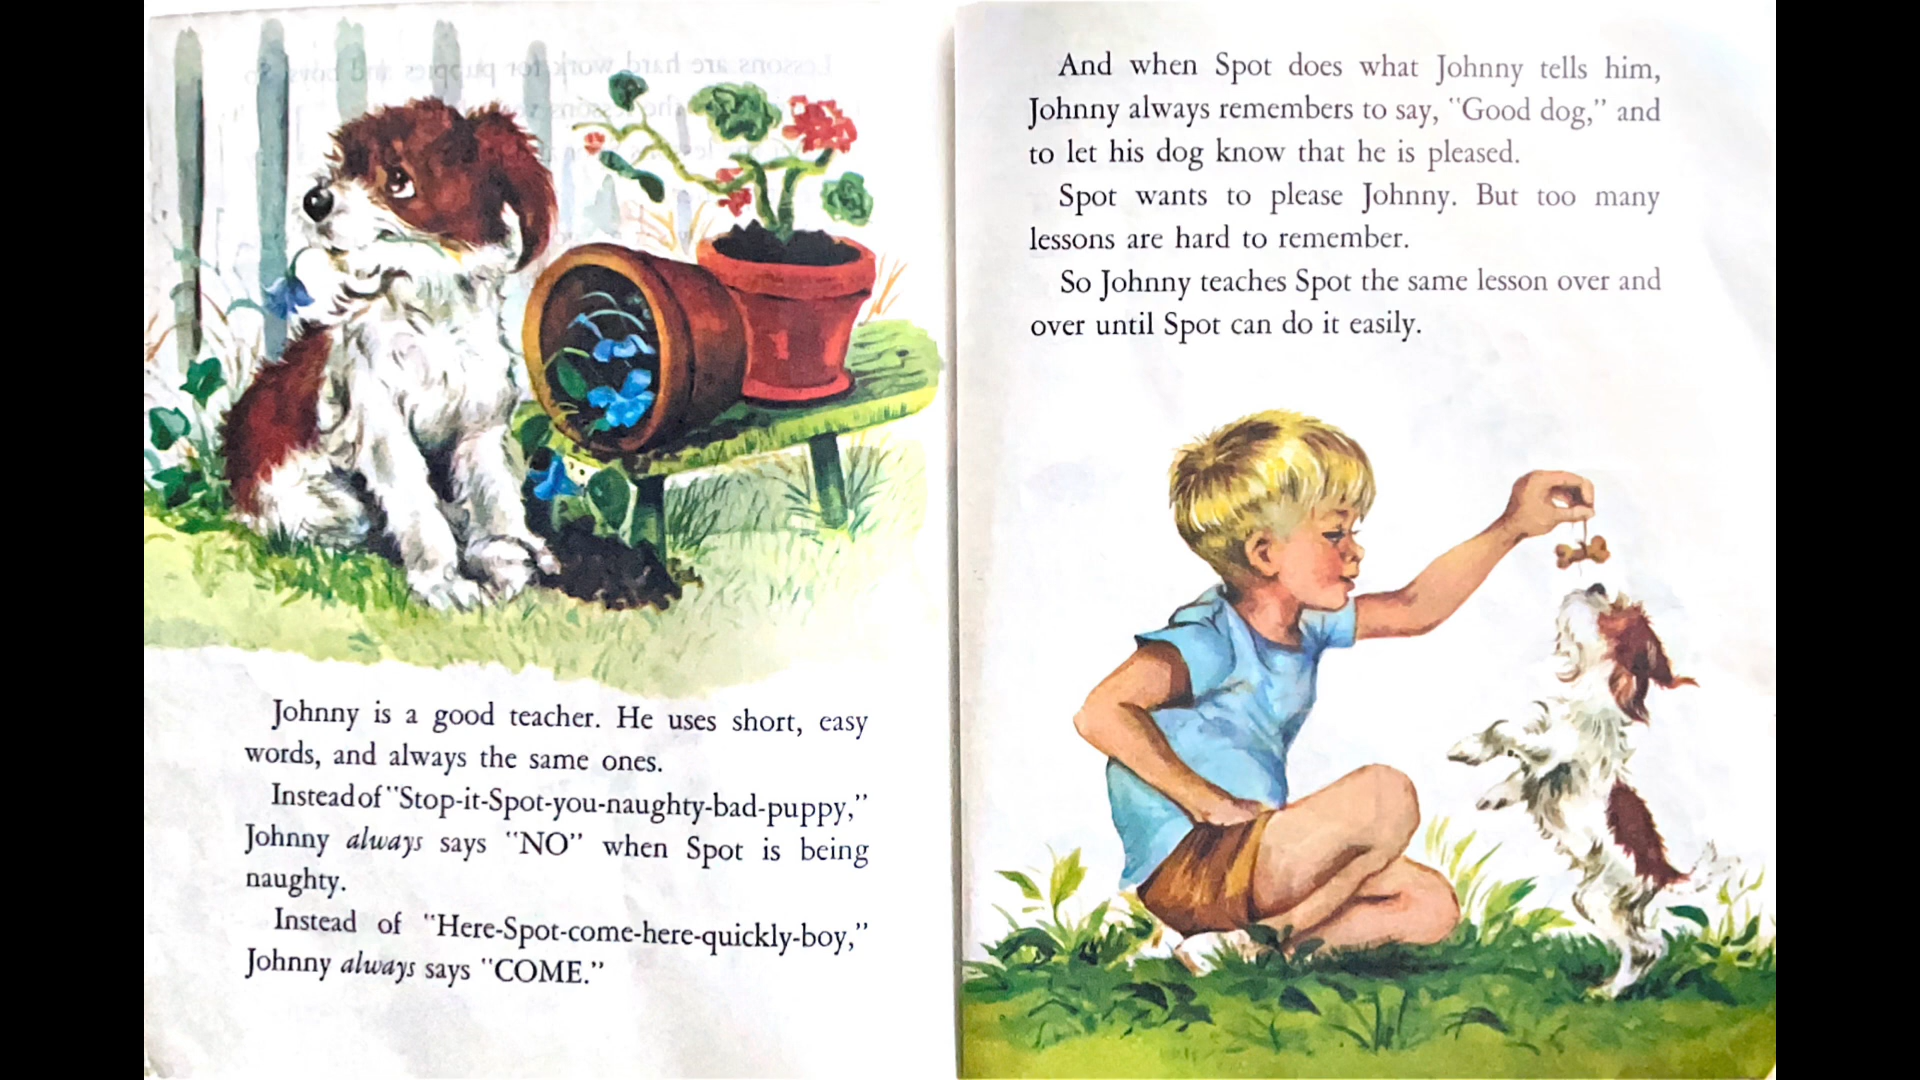 Johnny is a good teacher. He uses short, easy
words, and always the same ones.
Instead of "Stop-it-Spot-you-naughty-bad-puppy,"
Johnny always says "NO" when Spot is being
naughty.
Instead of "Here-Spot-come-here-quickly-boy,"
Johnny always says "COME."
And when Spot does what Johnny tells him,
Johnny always remembers to say, "Good dog," and
to let his dog know that he is pleased.
Spot wants to please Johnny. But too many
lessons are hard to remember.
So Johnny teaches Spot the same lesson over and
over until Spot can do it easily.